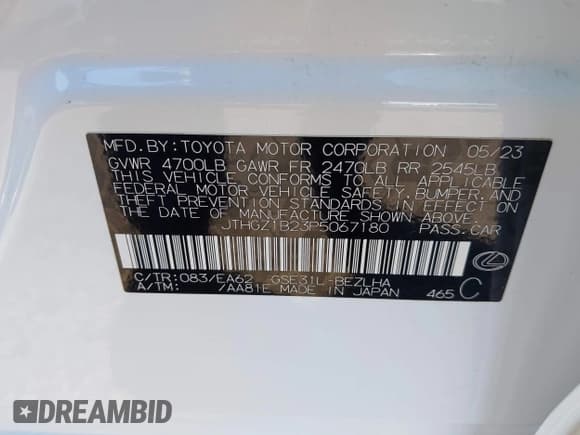 MFD.BY:TOYOTA MOTOR CORPORATION 05/23
GVWR 4700LB GAWR FR 2470LB RR 2545LB
THIS VEHICLE CONFORMS TO ALL APPLICABLE
FEDERAL MOTOR VEHICLE SAFETY, BUMPER, AND
THEFT PREVENTION STANDARDS IN EFFECT ON
THE DATE OF MANUFACTURE SHOWN ABOVE.
JTHGZ1B23P5067180 PASS.CAR
C/TR:083/EA62 GSE31L-BEZLHA
A/TM: /AA81E MADE IN JAPAN 465 C
DREAMBID